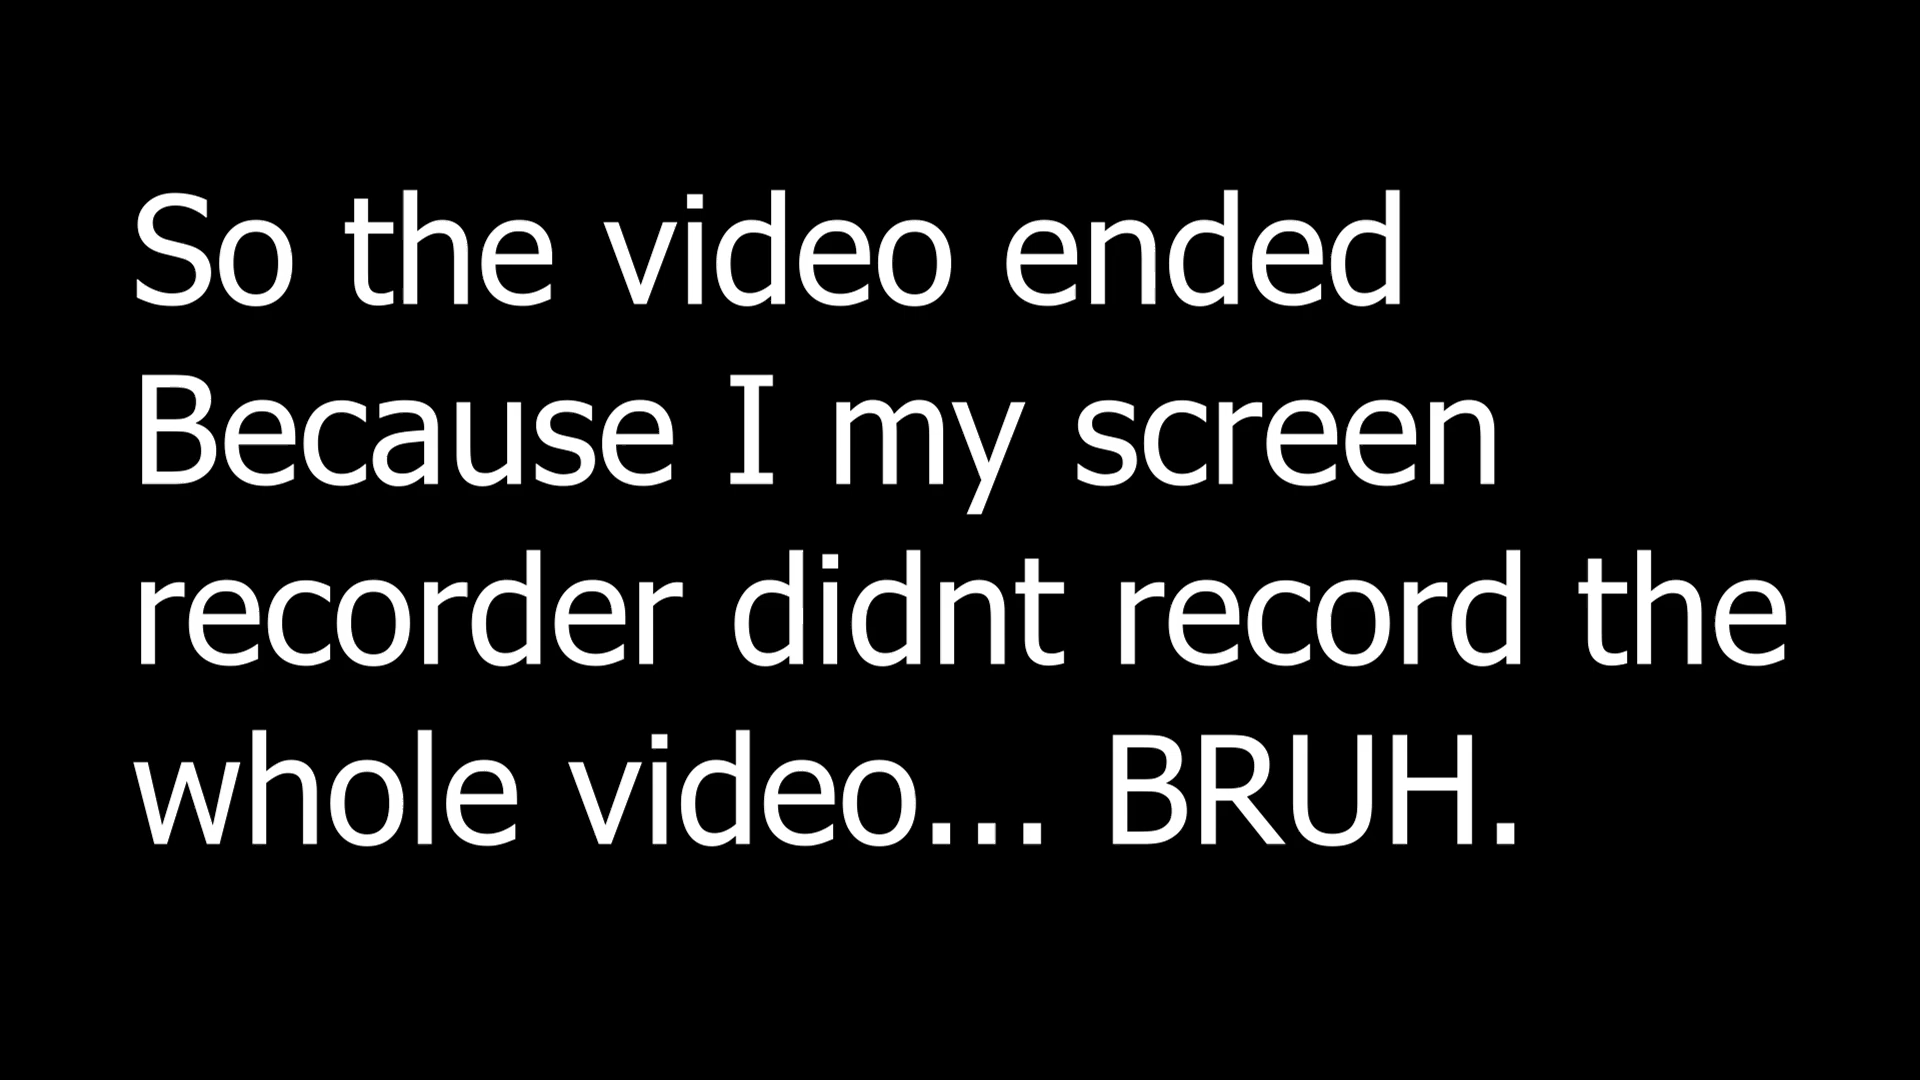 So the video ended
Because I my screen
recorder didnt record the
whole video... BRUH.